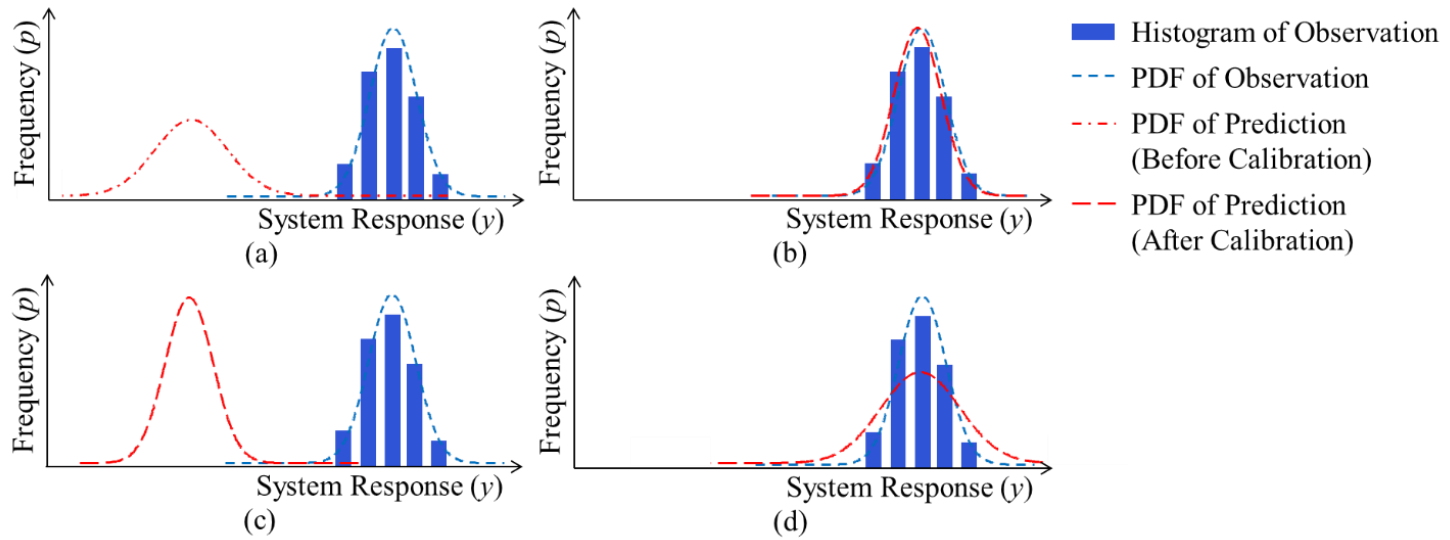 Frequency (p)
System Response (y)
(a)
Frequency (p)
System Response (y)
(b)
Histogram of Observation
PDF of Observation
PDF of Prediction
(Before Calibration)
PDF of Prediction
(After Calibration)
Frequency (p)
System Response (y)
(c)
Frequency (p)
System Response (y)
(d)